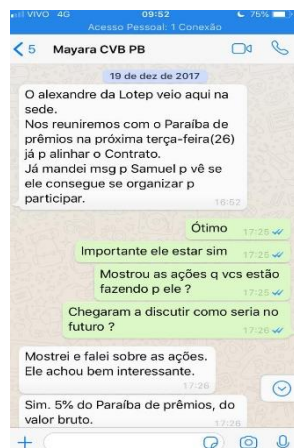 VIVO 4G 09:52 75%
Acesso Pessoal: 1 Conexão
5 Mayara CVB PB
19 de dez de 2017
O alexandre da Lotep veio aqui na
sede.
Nos reuniremos com o Paraíba de
prêmios na próxima terça-feira(26)
já p alinhar o Contrato.
Já mandei msg p Samuel p vê se
ele consegue se organizar p
participar.
16:52
Ótimo 17:25
Importante ele estar sim 17:25
Mostrou as ações q vcs estão
fazendo p ele ? 17:25
Chegaram a discutir como seria no
futuro ? 17:26
Mostrei e falei sobre as ações.
Ele achou bem interessante.
17:26
Sim. 5% do Paraíba de prêmios, do
valor bruto. 17:28